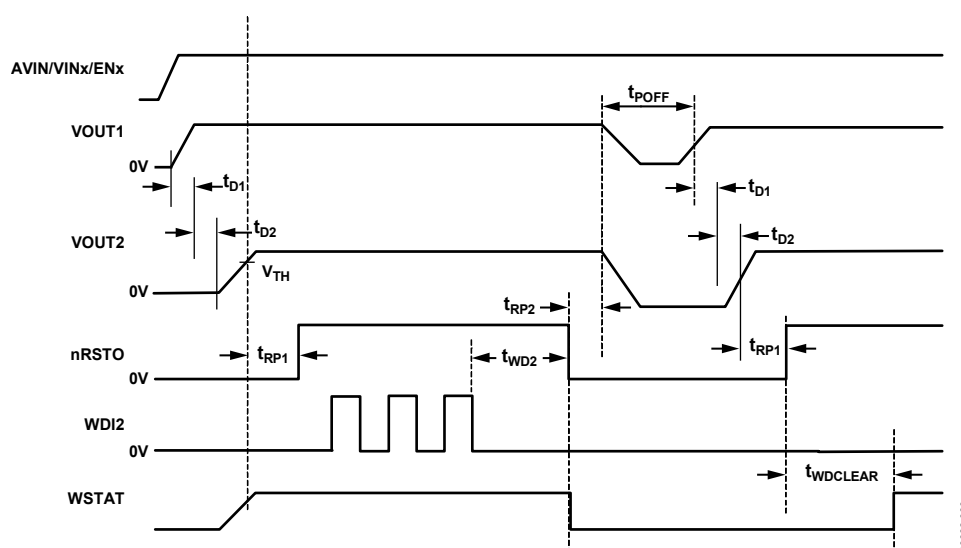 AVIN/VINx/ENx
tPOFF
VOUT1
0V
tD1
tD1
tD2
tD2
VOUT2
VTH
0V
tRP2
nRSTO
tRP1
tWD2
tRP1
0V
WDI2
0V
tWDCLEAR
WSTAT